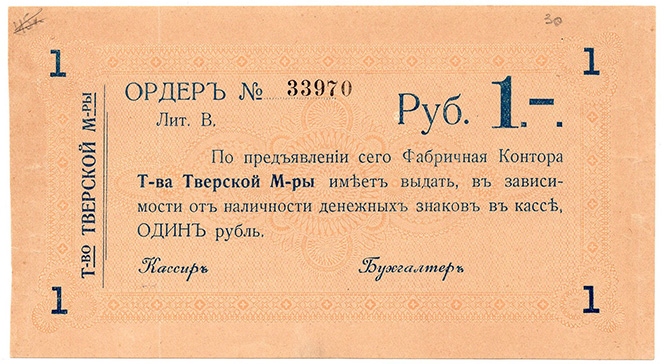 30
1 1
ОРДЕРЪ № 33970
Лит. В.
Руб. 1.-.
По предъявленіи сего Фабричная Контора
Т-ва Тверской М-ры имѣетъ выдать, въ зависи-
мости отъ наличности денежныхъ знаковъ въ кассѣ,
ОДИНЪ рубль.
Кассиръ Бухгалтеръ
Т-во ТВЕРСКОЙ М-РЫ
1 1